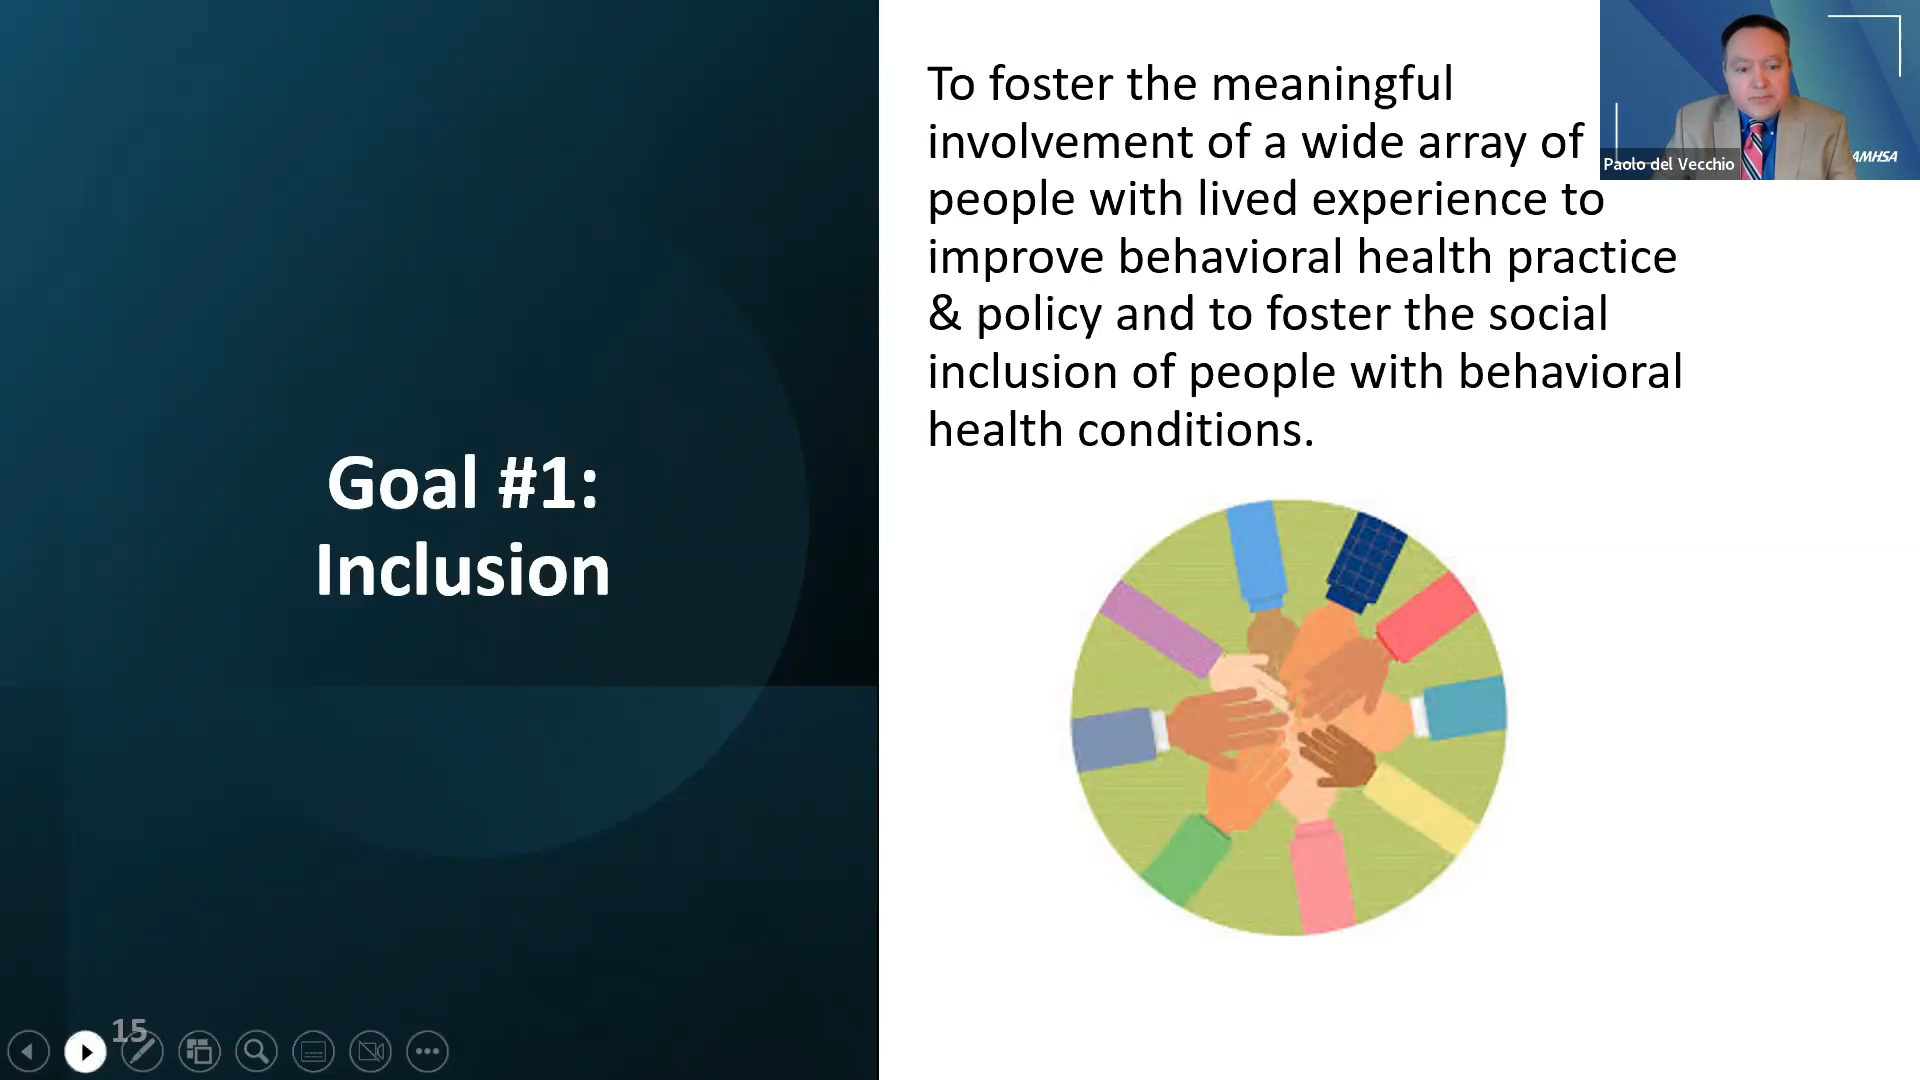 To foster the meaningful
involvement of a wide array of
people with lived experience to
improve behavioral health practice
& policy and to foster the social
inclusion of people with behavioral
health conditions.
Goal #1:
Inclusion
Paolo del Vecchio
AMHSA
15